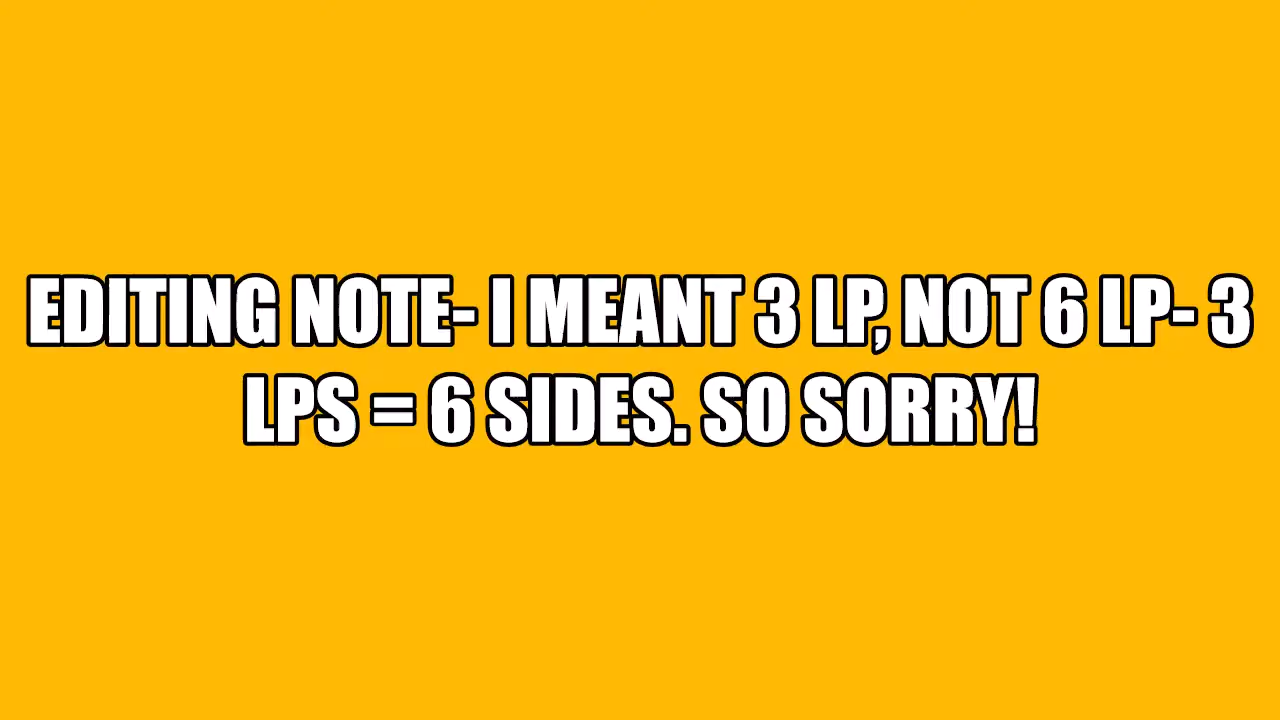 EDITING NOTE- I MEANT 3 LP, NOT 6 LP- 3
LPS = 6 SIDES. SO SORRY!